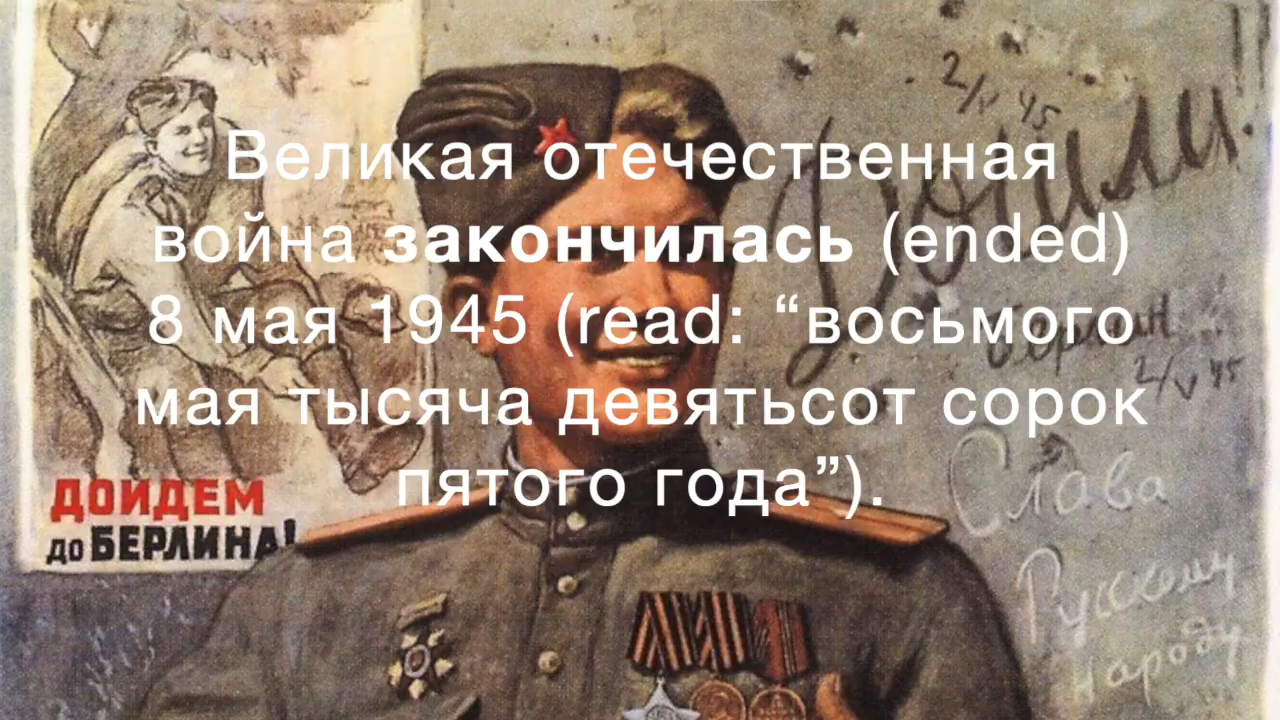 Великая отечественная
война закончилась (ended)
8 мая 1945 (read: “восьмого
мая тысяча девятьсот сорок
пятого года”).
ДОЙДЕМ
ДО БЕРЛИНА!
2/V 45
Дошли!
Берлин
2/V 45
Слава
Русскому
народу